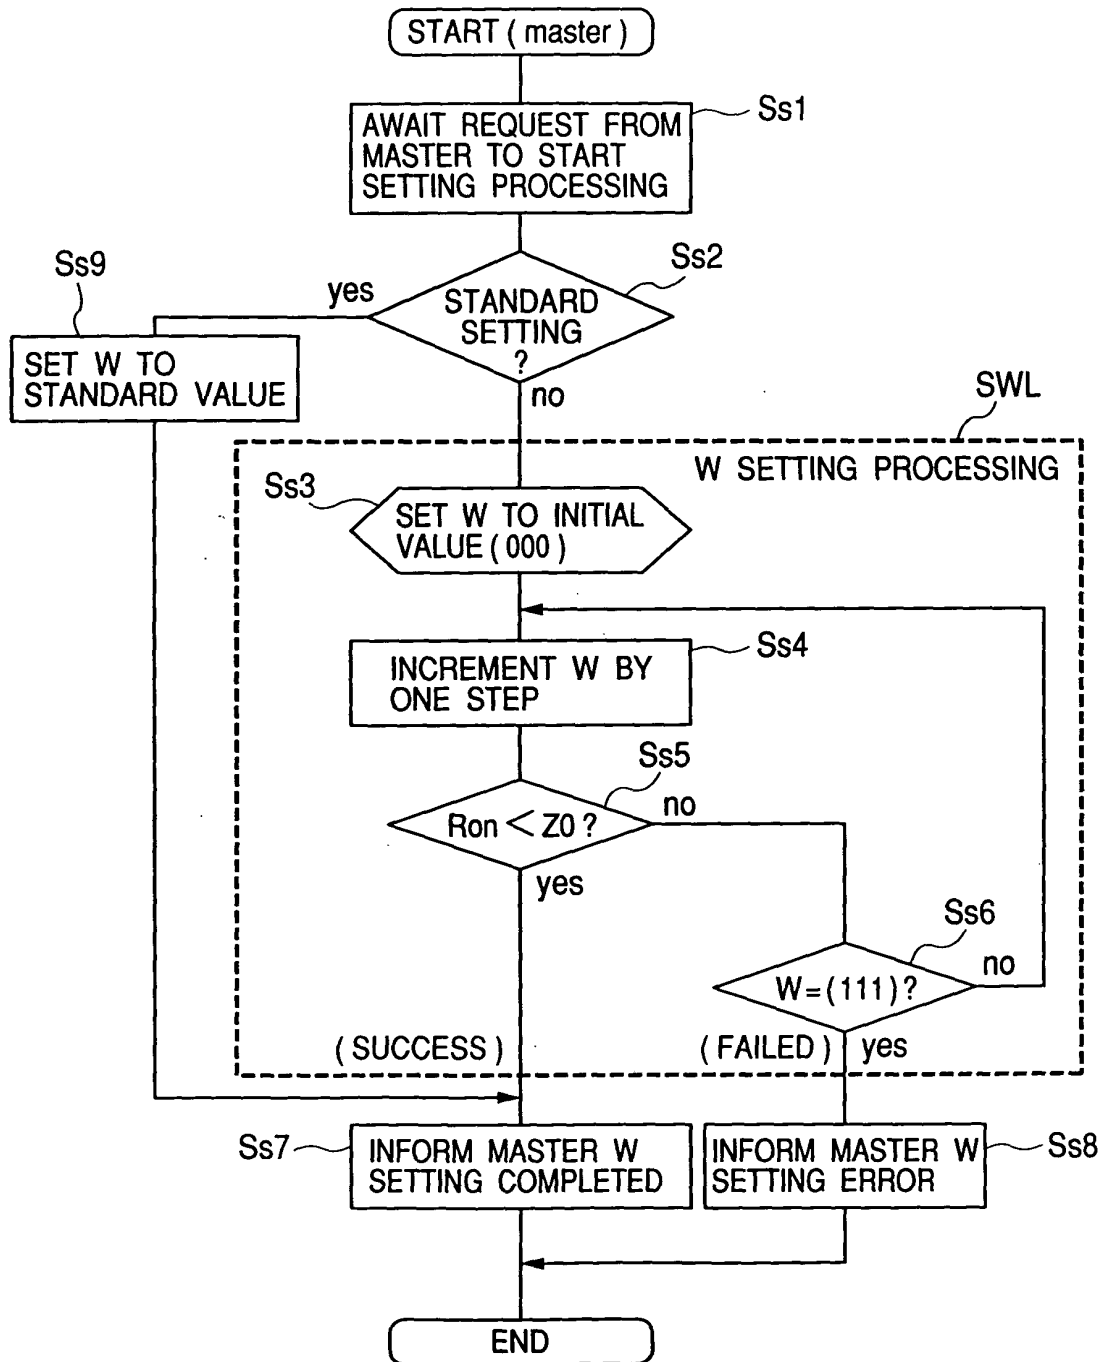 START ( master )
Ss1
AWAIT REQUEST FROM
MASTER TO START
SETTING PROCESSING
Ss2
Ss9
yes
STANDARD
SETTING
?
SET W TO
STANDARD VALUE
no
SWL
W SETTING PROCESSING
Ss3
SET W TO INITIAL
VALUE ( 000 )
Ss4
INCREMENT W BY
ONE STEP
Ss5
Ron < Z0 ?
no
yes
Ss6
W = ( 111 ) ?
no
( SUCCESS )
( FAILED )
yes
Ss7
INFORM MASTER W
SETTING COMPLETED
INFORM MASTER W
SETTING ERROR
Ss8
END